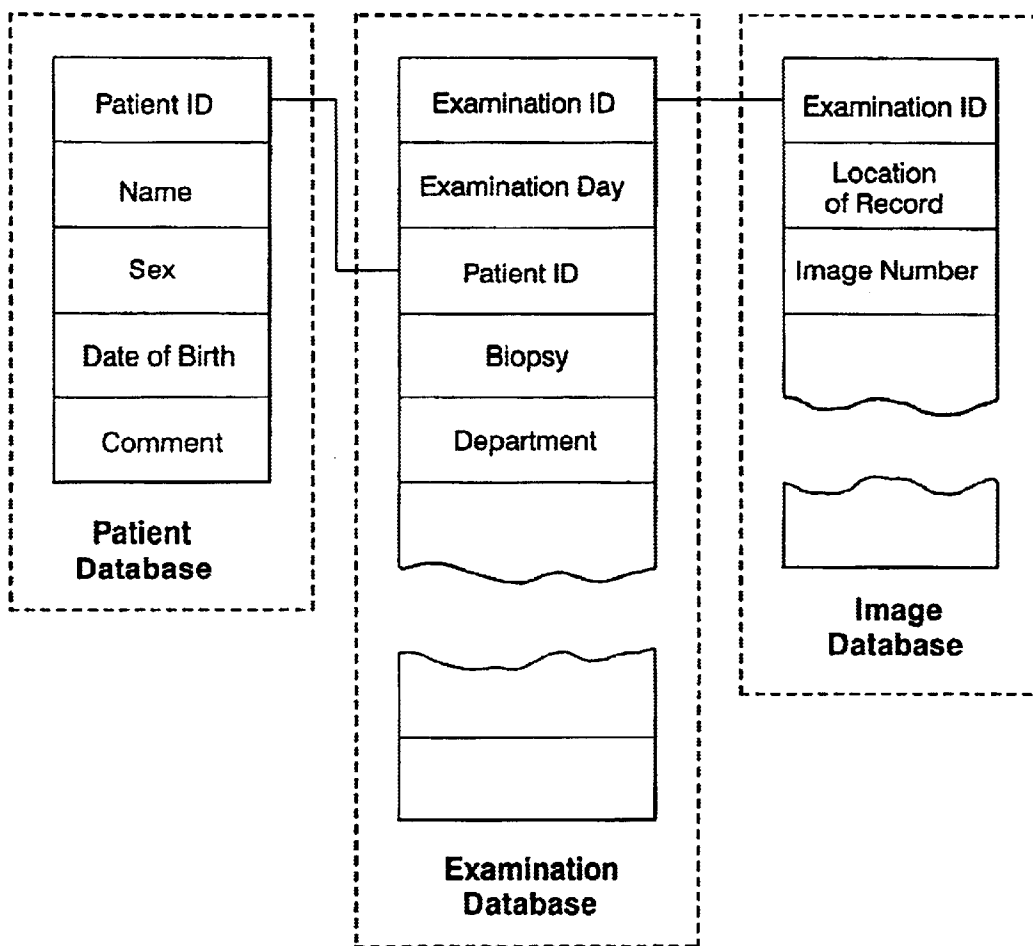 Patient ID
Name
Sex
Date of Birth
Comment
Patient
Database
Examination ID
Examination Day
Patient ID
Biopsy
Department
Examination
Database
Examination ID
Location
of Record
Image Number
Image
Database